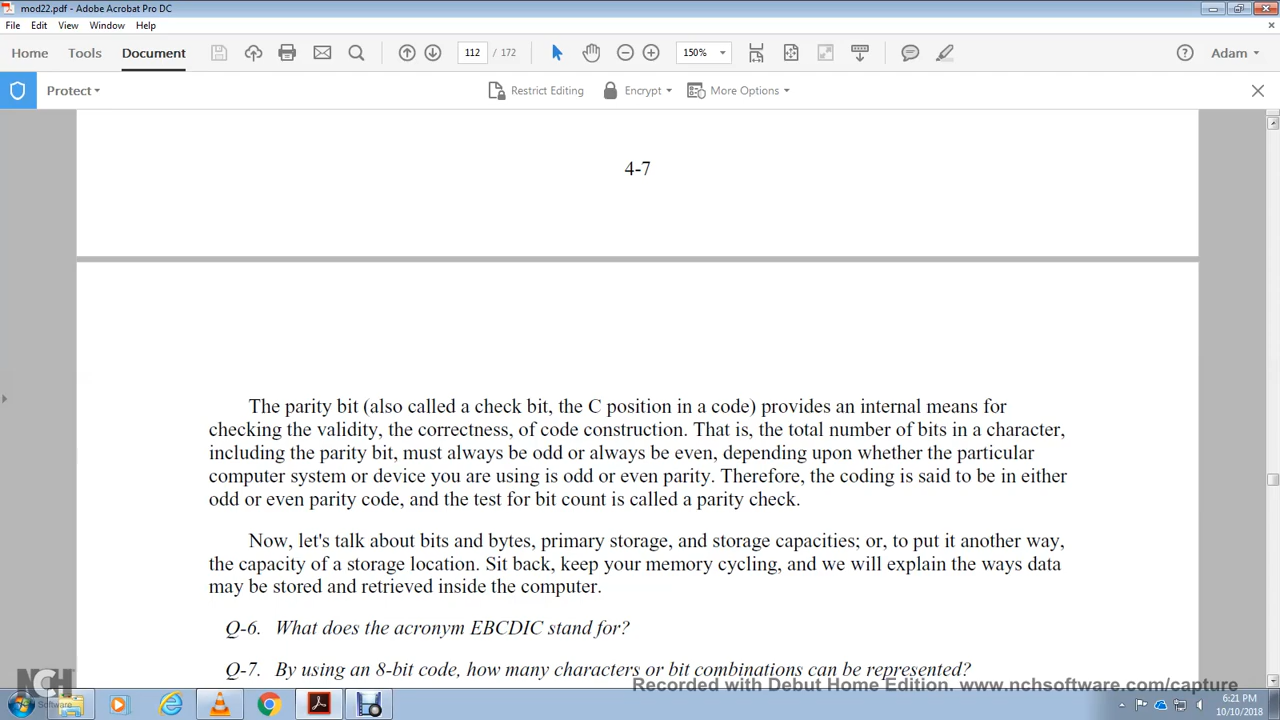 mod22.pdf - Adobe Acrobat Pro DC
File Edit View Window Help
Home Tools Document 112 / 172 150% Adam
Protect Restrict Editing Encrypt More Options
4-7
The parity bit (also called a check bit, the C position in a code) provides an internal means for
checking the validity, the correctness, of code construction. That is, the total number of bits in a character,
including the parity bit, must always be odd or always be even, depending upon whether the particular
computer system or device you are using is odd or even parity. Therefore, the coding is said to be in either
odd or even parity code, and the test for bit count is called a parity check.
Now, let's talk about bits and bytes, primary storage, and storage capacities; or, to put it another way,
the capacity of a storage location. Sit back, keep your memory cycling, and we will explain the ways data
may be stored and retrieved inside the computer.
Q-6. What does the acronym EBCDIC stand for?
Q-7. By using an 8-bit code, how many characters or bit combinations can be represented?
Recorded with Debut Home Edition. www.nchsoftware.com/capture
NCH
NCH Software
6:21 PM
10/10/2018